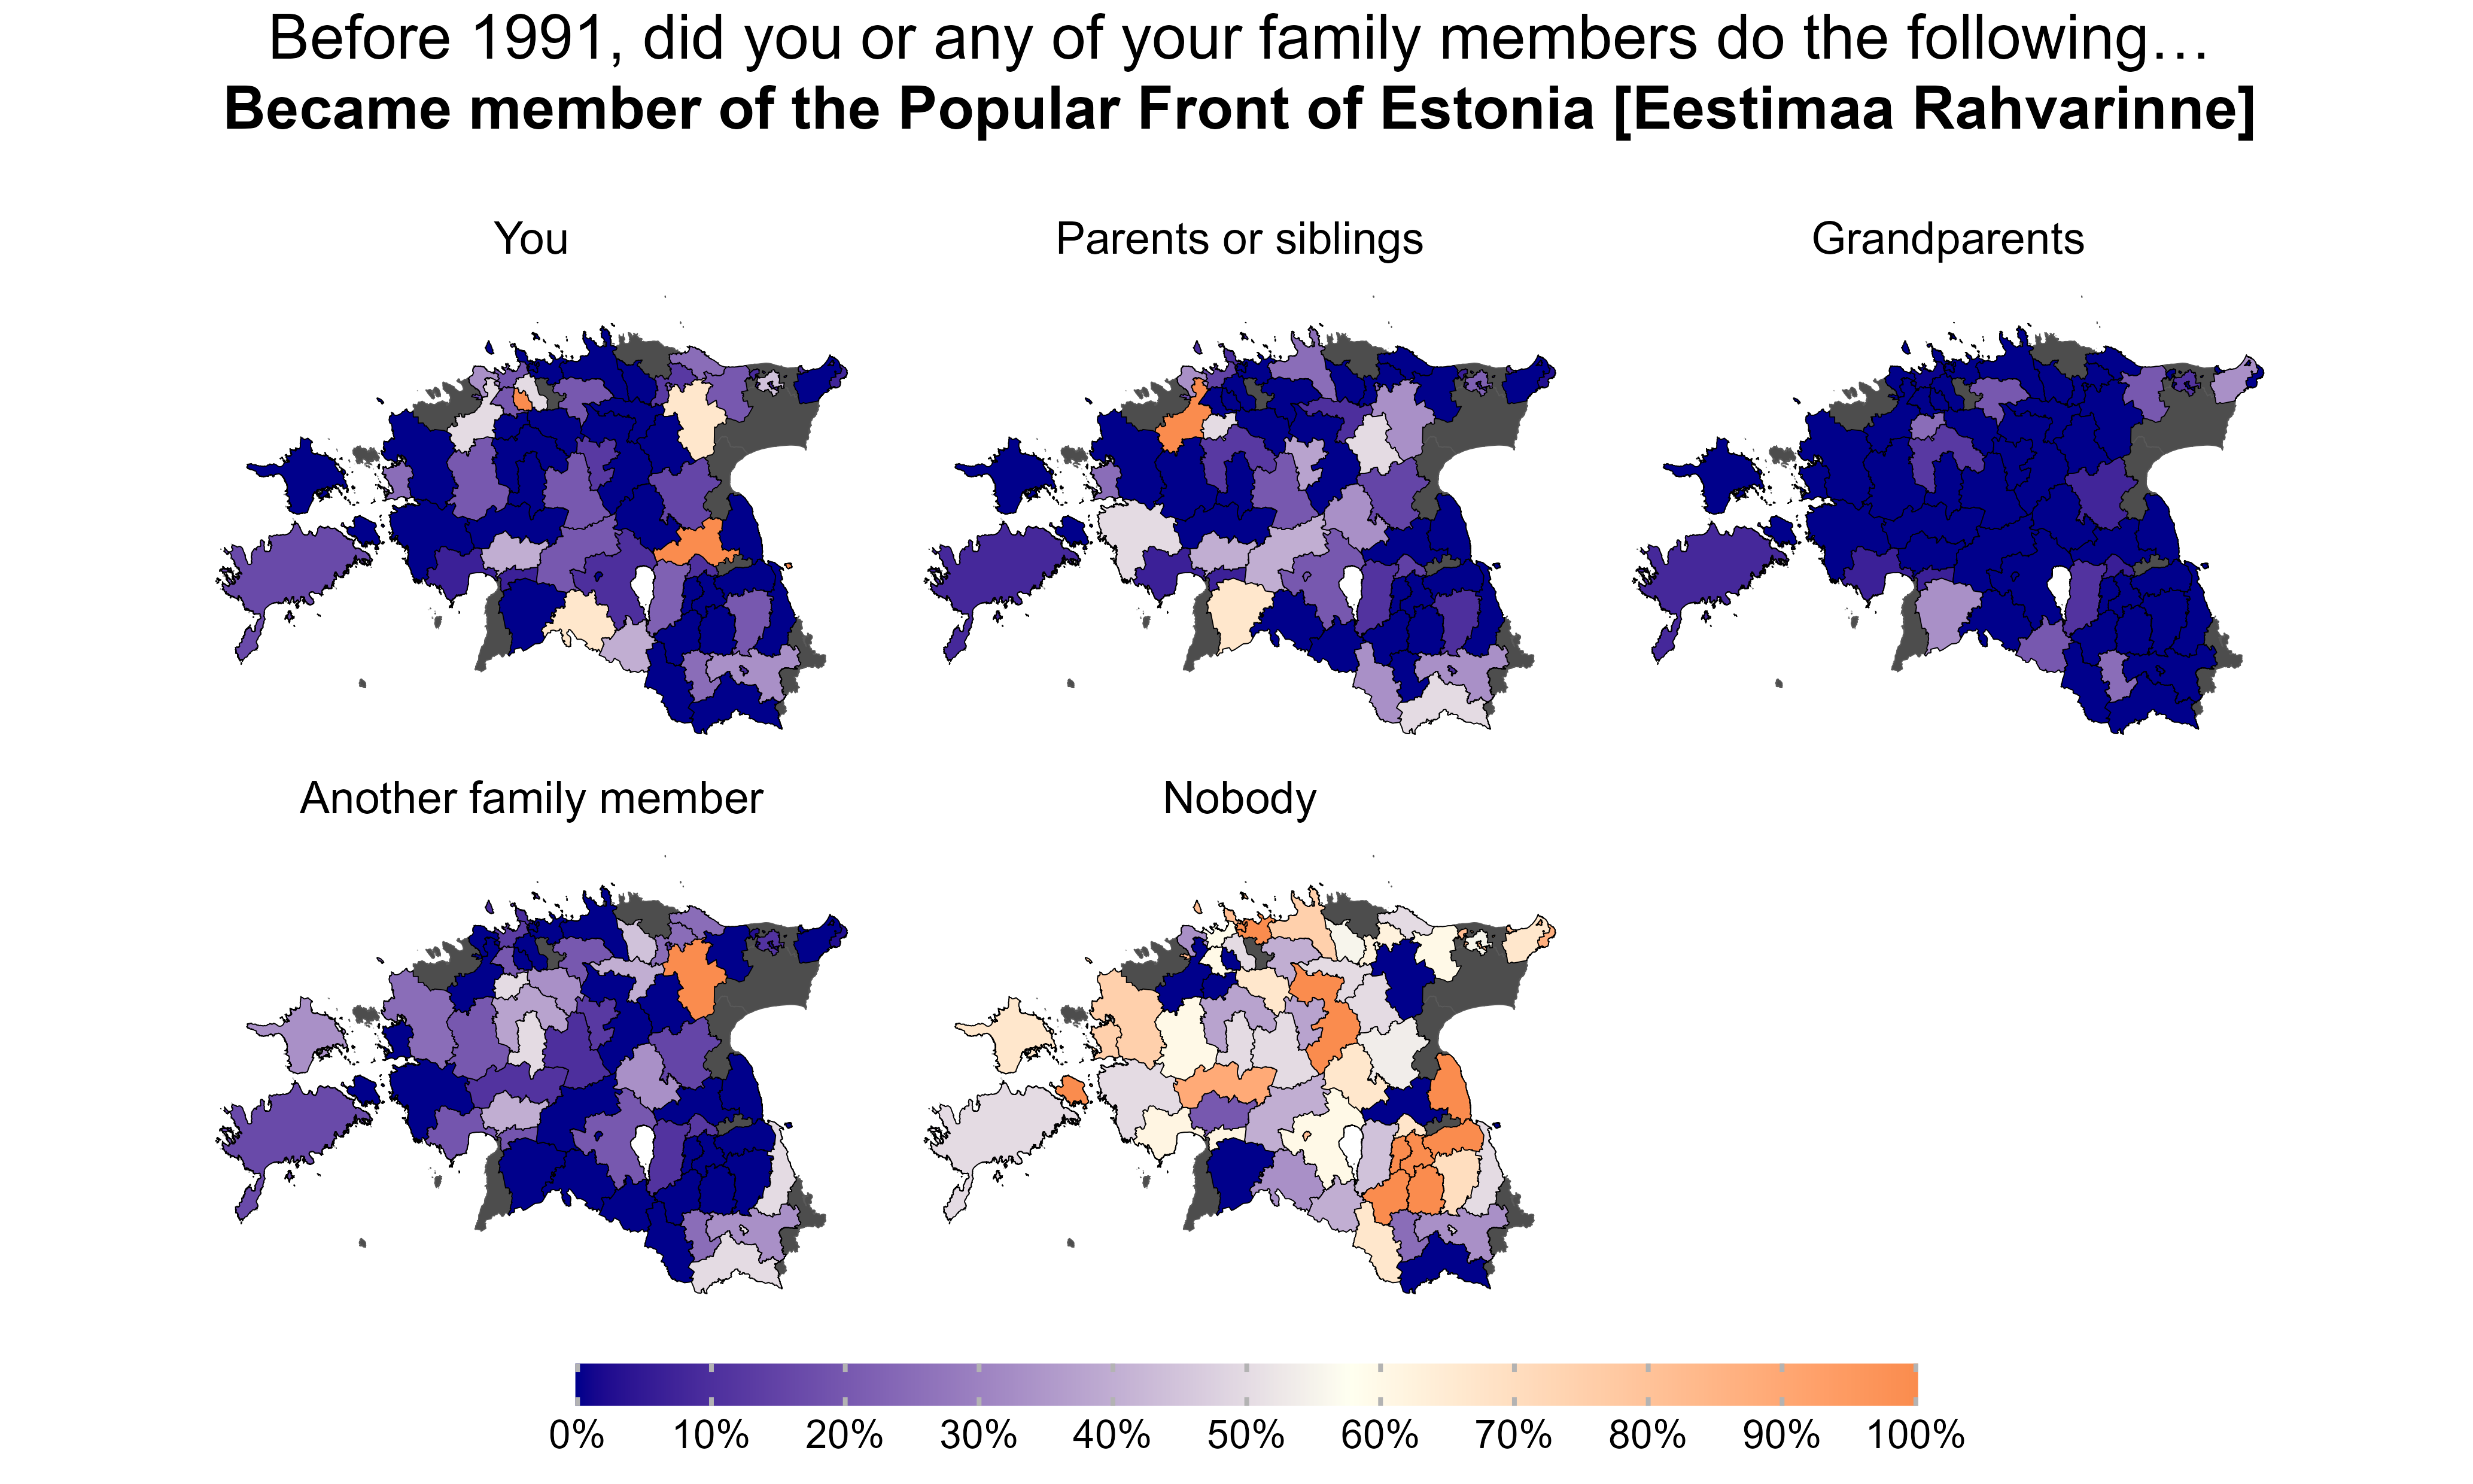 Before 1991, did you or any of your family members do the following…
Became member of the Popular Front of Estonia [Eestimaa Rahvarinne]
You
Parents or siblings
Grandparents
Another family member
Nobody
0% 10% 20% 30% 40% 50% 60% 70% 80% 90% 100%